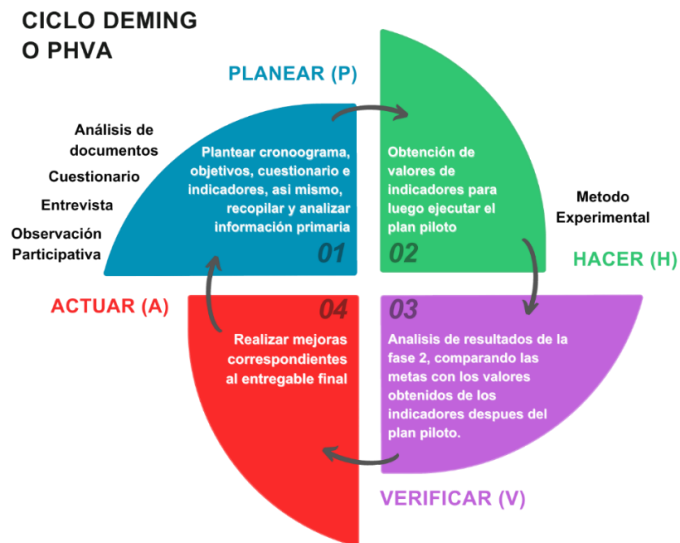 CICLO DEMING
O PHVA
PLANEAR (P)
Análisis de
documentos
Cuestionario
Entrevista
Observación
Participativa
Plantear cronoograma,
objetivos, cuestionario e
indicadores, asi mismo,
recopilar y analizar
información primaria
01
Obtención de
valores de
indicadores para
luego ejecutar el
plan piloto
02
Metodo
Experimental
HACER (H)
ACTUAR (A)
04
Realizar mejoras
correspondientes
al entregable final
03
Analisis de resultados de la
fase 2, comparando las
metas con los valores
obtenidos de los
indicadores despues del
plan piloto.
VERIFICAR (V)